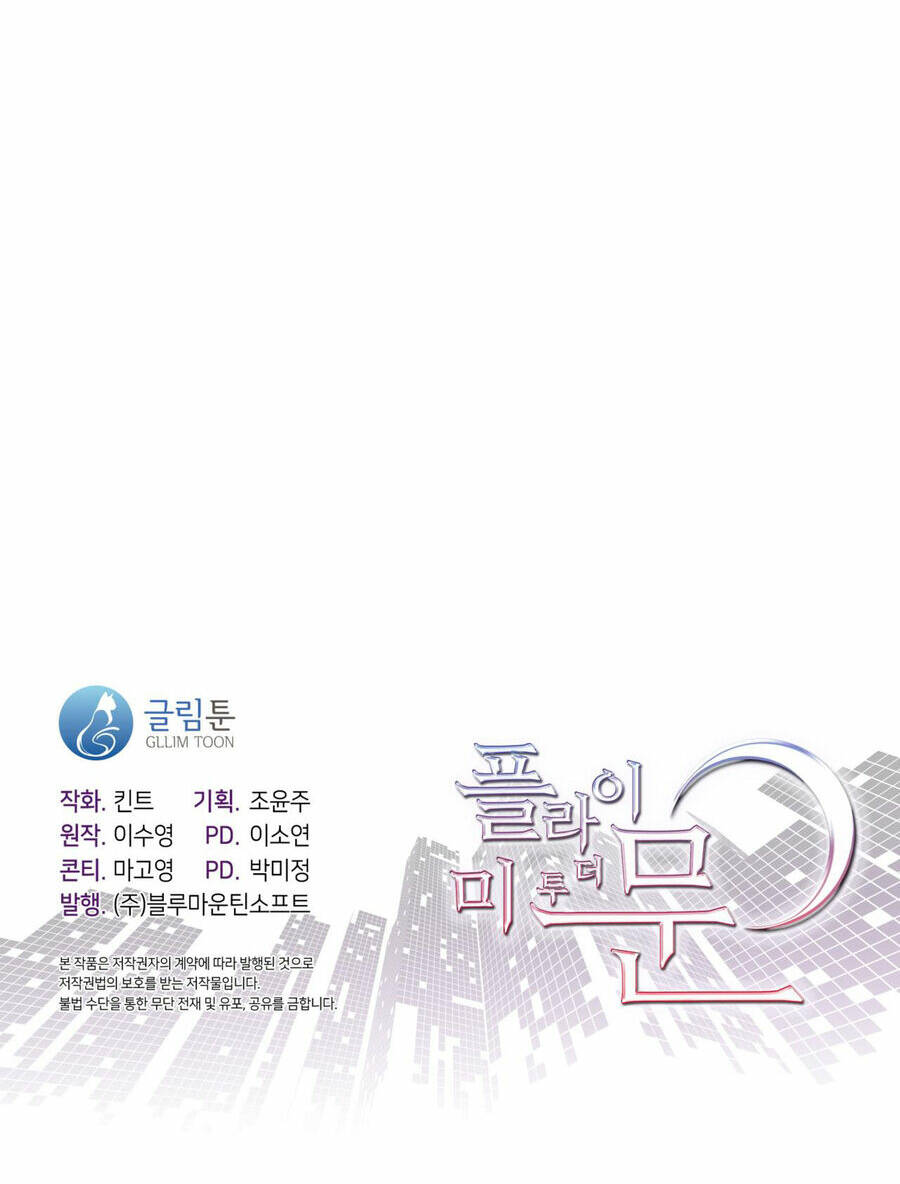 글림툰
GLLIM TOON
작화. 킨트 기획. 조윤주
원작. 이수영 PD. 이소연
콘티. 마고영 PD. 박미정
발행. (주)블루마운틴소프트
본 작품은 저작권자의 계약에 따라 발행된 것으로
저작권법의 보호를 받는 저작물입니다.
불법 수단을 통한 무단 전재 및 유포, 공유를 금합니다.
플라이
미 투 더 문